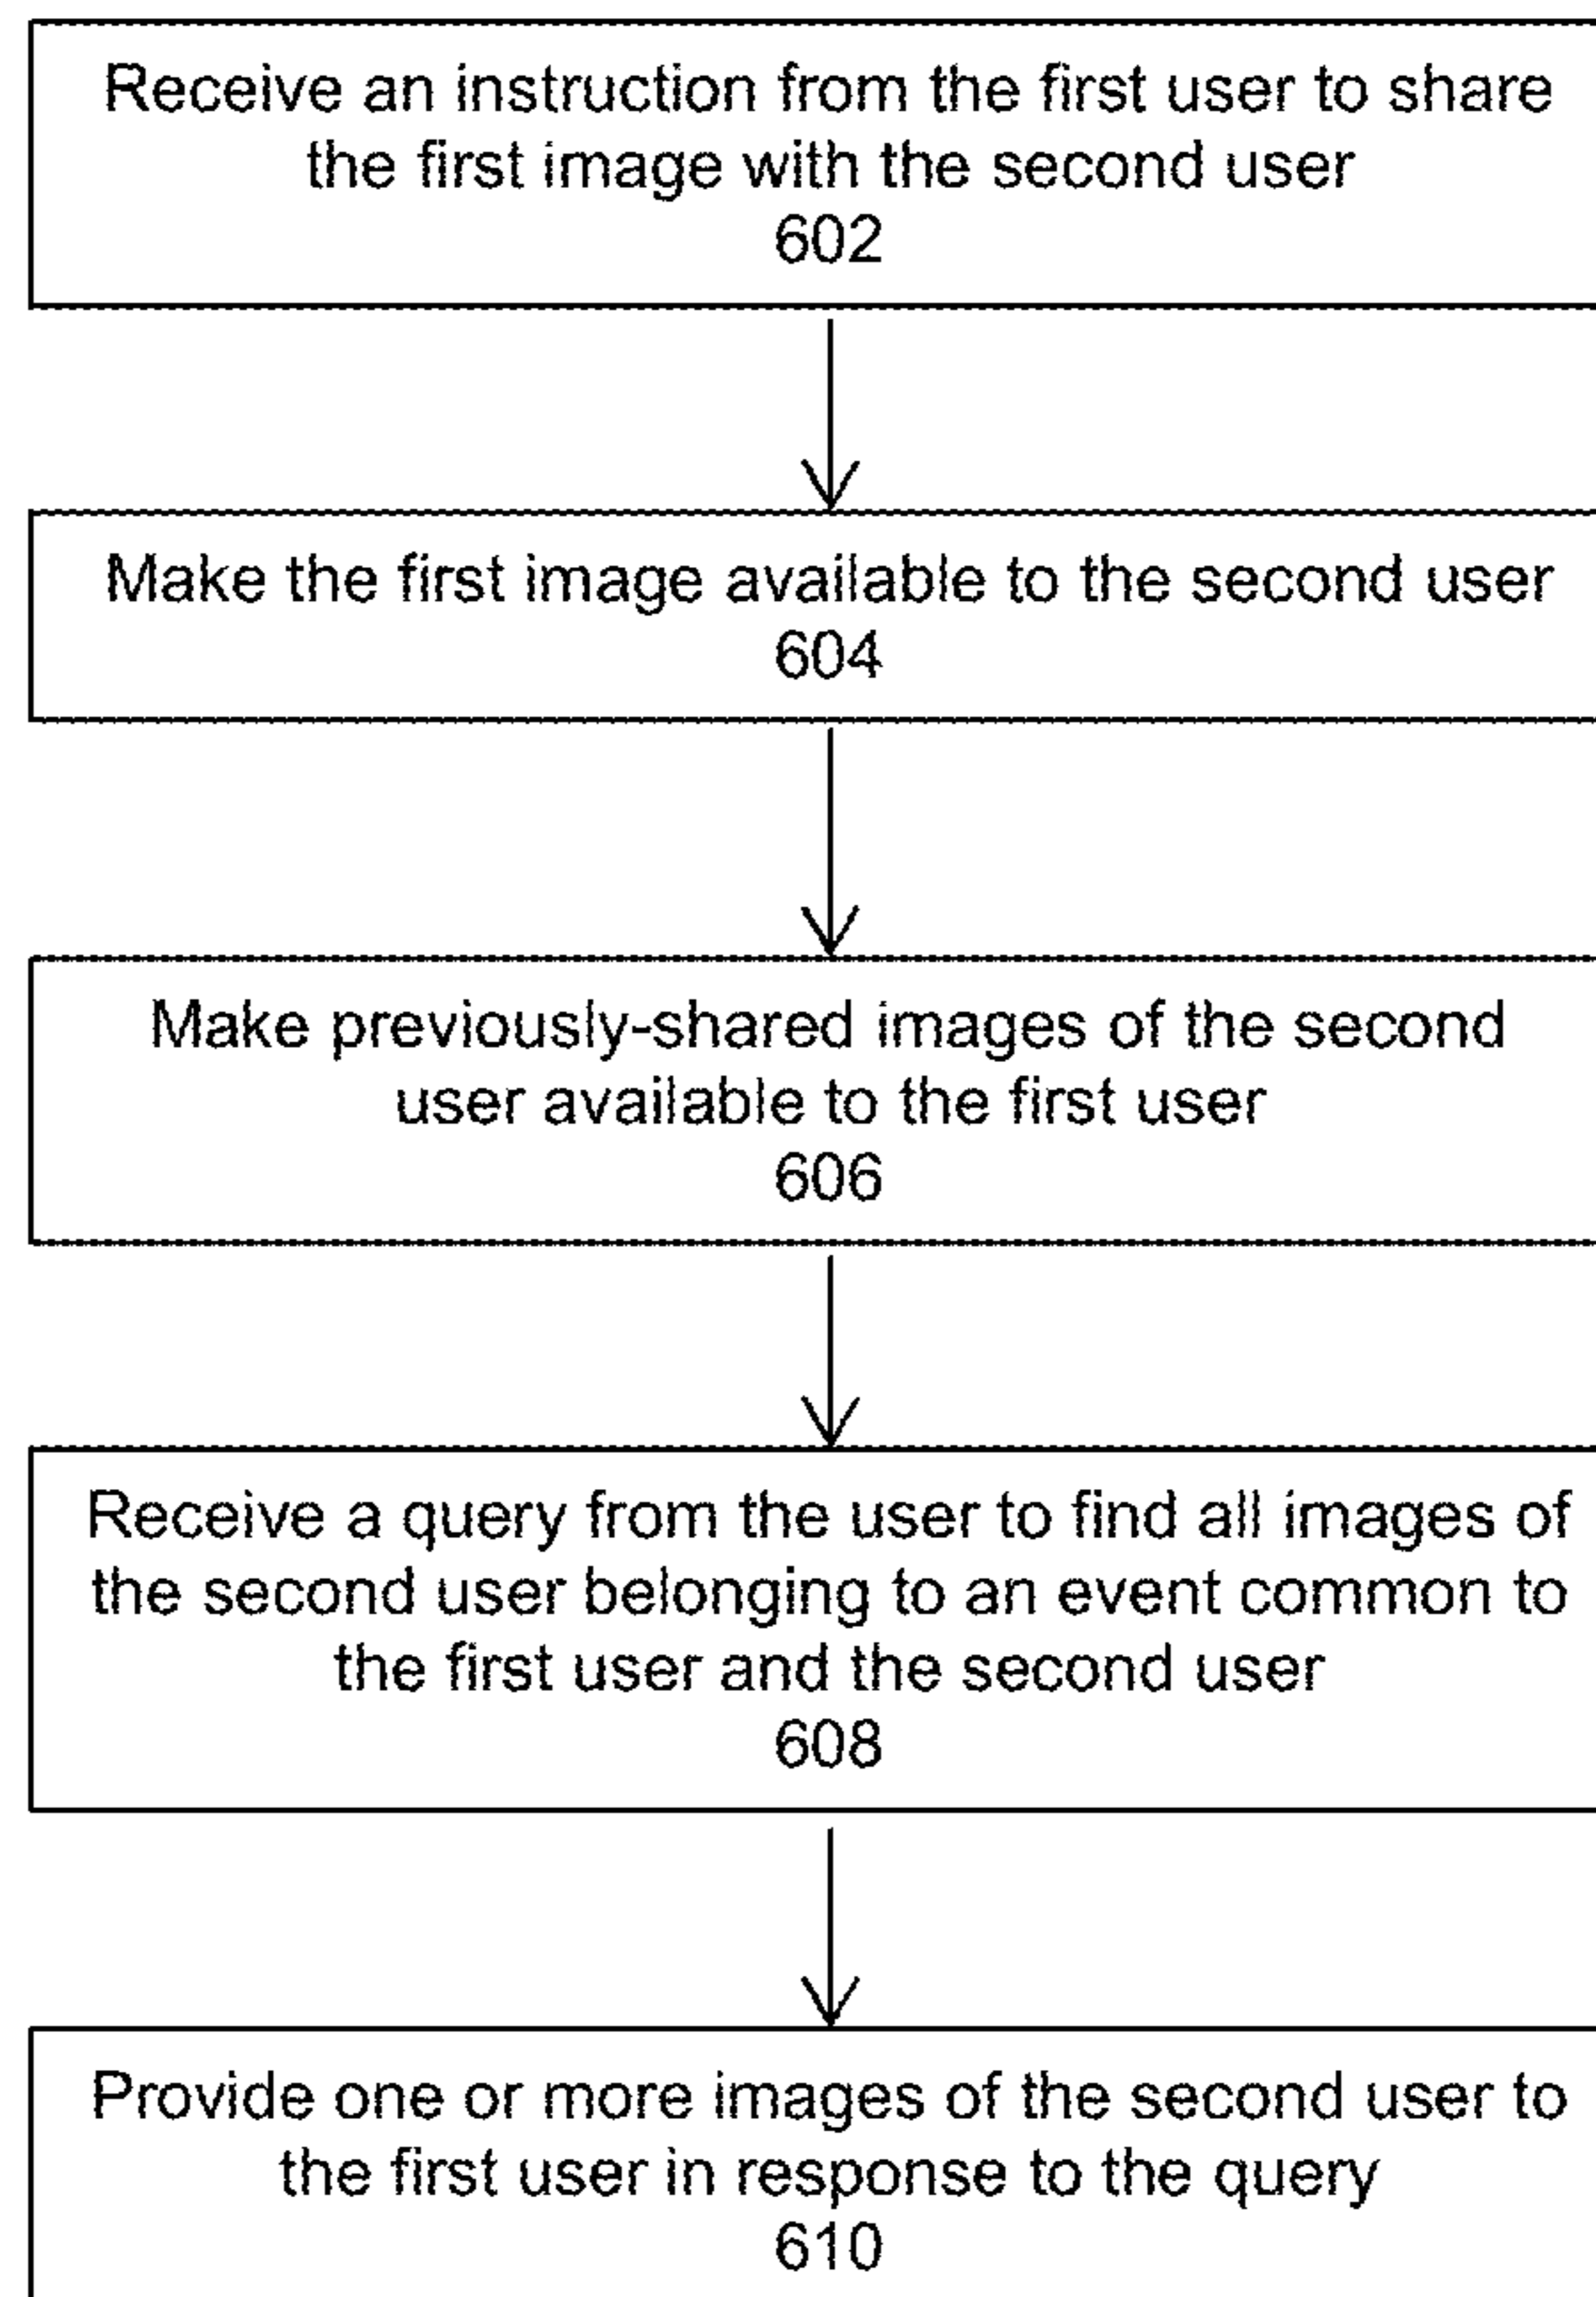 Receive an instruction from the first user to share
the first image with the second user
602
Make the first image available to the second user
604
Make previously-shared images of the second
user available to the first user
606
Receive a query from the user to find all images of
the second user belonging to an event common to
the first user and the second user
608
Provide one or more images of the second user to
the first user in response to the query
610